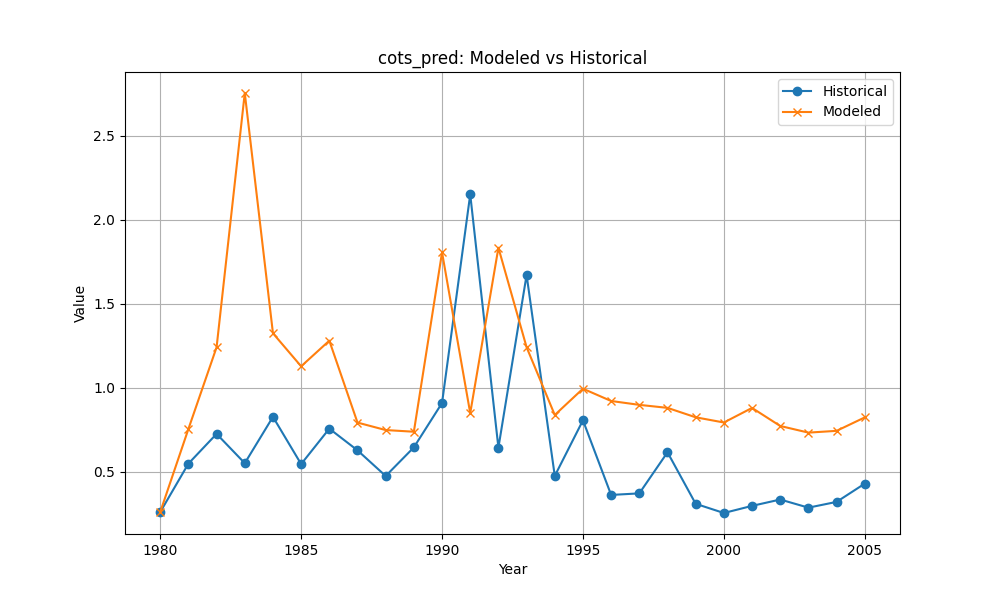 cots_pred: Modeled vs Historical
Historical
Modeled
Value
2.5
2.0
1.5
1.0
0.5
1980
1985
1990
1995
2000
2005
Year